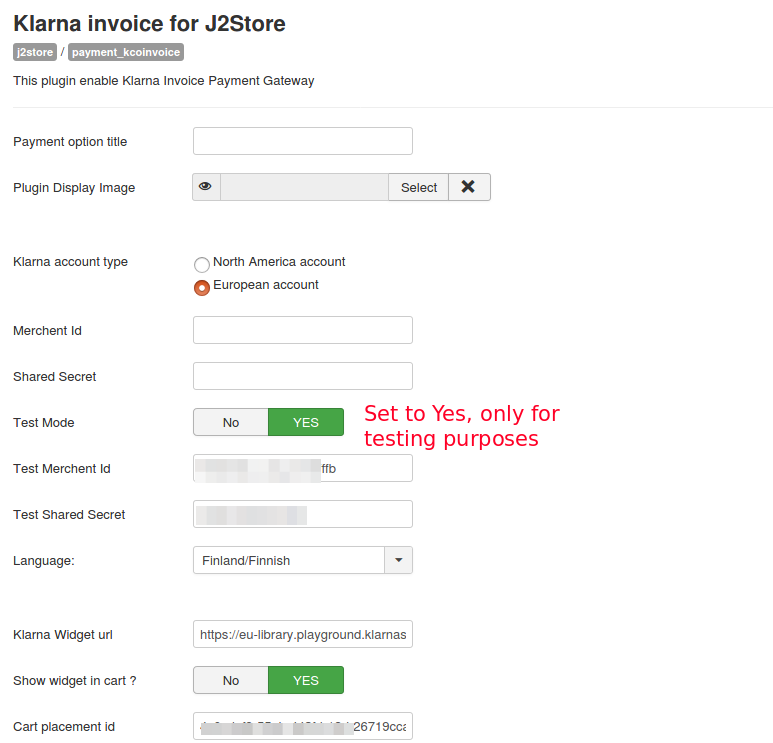 Klarna invoice for J2Store
j2store / payment_kcoinvoice
This plugin enable Klarna Invoice Payment Gateway
Payment option title
Plugin Display Image Select
Klarna account type North America account
European account
Merchent Id
Shared Secret
Test Mode No YES Set to Yes, only for
testing purposes
Test Merchent Id ffb
Test Shared Secret
Language: Finland/Finnish
Klarna Widget url https://eu-library.playground.klarnas
Show widget in cart ? No YES
Cart placement id 26719cca